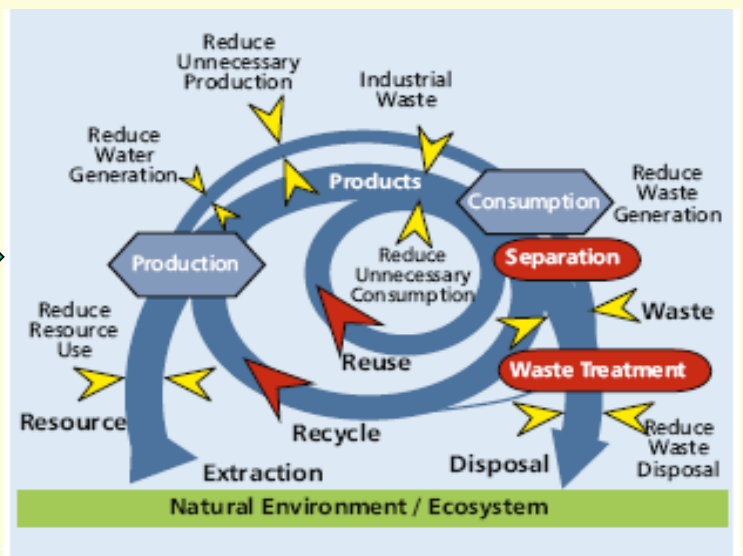 Reduce
Unnecessary
Production
Industrial
Waste
Reduce
Water
Generation
Products
Consumption
Reduce
Waste
Generation
Production
Reduce
Unnecessary
Consumption
Separation
Reduce
Resource
Use
Waste
Reuse
Waste Treatment
Resource
Recycle
Reduce
Waste
Disposal
Extraction
Disposal
Natural Environment / Ecosystem